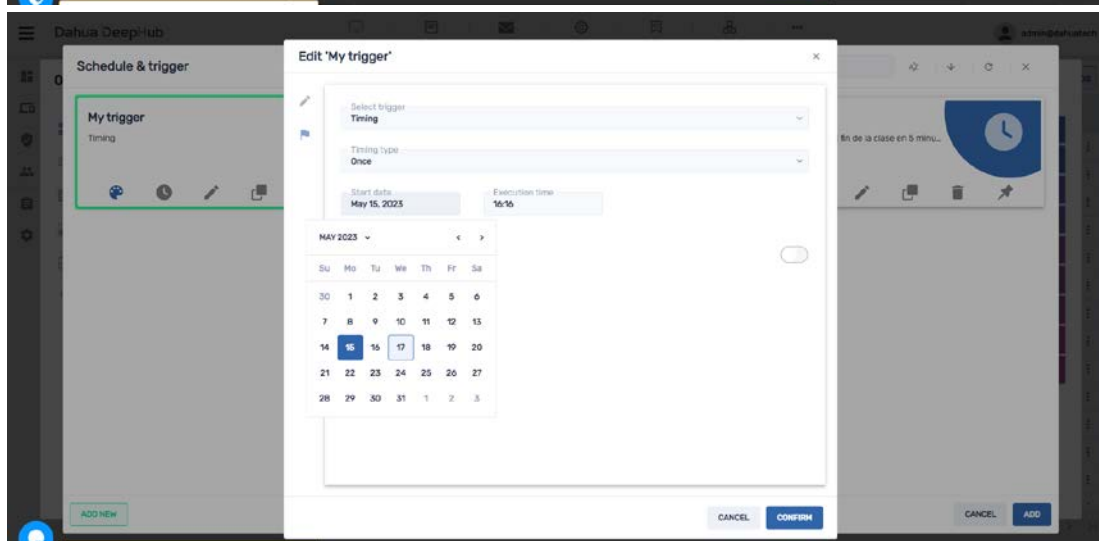 Dahua DeepHub
Schedule & trigger
My trigger
Timing
Edit 'My trigger'
Select trigger
Timing
Timing type
Once
Start date
May 15, 2023
Execution time
16:16
MAY 2023
Su Mo Tu We Th Fr Sa
30 1 2 3 4 5 6
7 8 9 10 11 12 13
14 15 16 17 18 19 20
21 22 23 24 25 26 27
28 29 30 31 1 2 3
fin de la clase en 5 minu...
CANCEL CONFIRM
ADD NEW
CANCEL ADD